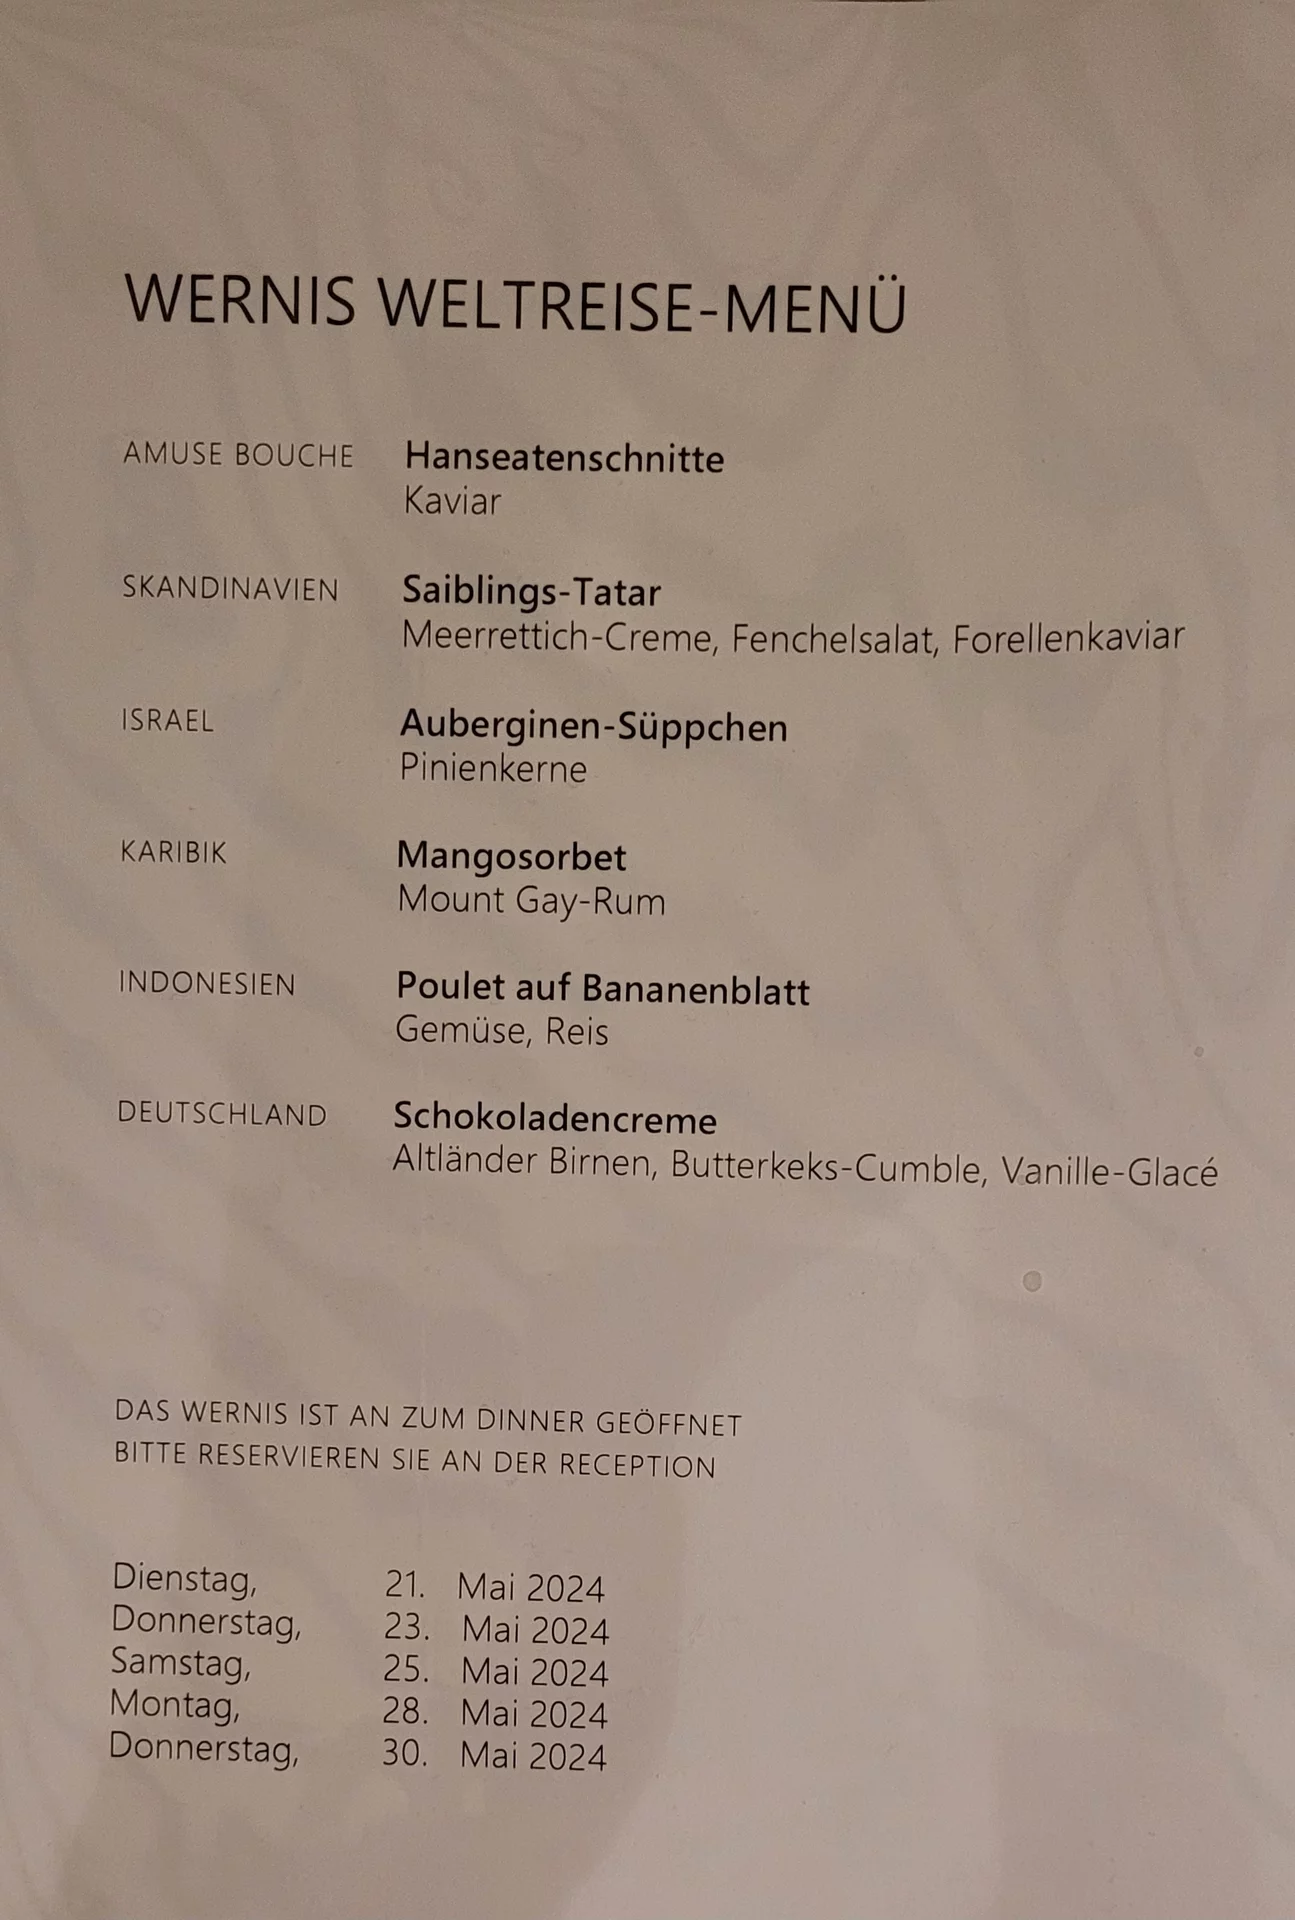 WERNIS WELTREISE-MENÜ
AMUSE BOUCHE Hanseatenschnitte
Kaviar
SKANDINAVIEN Saiblings-Tatar
Meerrettich-Creme, Fenchelsalat, Forellenkaviar
ISRAEL Auberginen-Süppchen
Pinienkerne
KARIBIK Mangosorbet
Mount Gay-Rum
INDONESIEN Poulet auf Bananenblatt
Gemüse, Reis
DEUTSCHLAND Schokoladencreme
Altländer Birnen, Butterkeks-Cumble, Vanille-Glacé
DAS WERNIS IST AN ZUM DINNER GEÖFFNET
BITTE RESERVIEREN SIE AN DER RECEPTION
Dienstag, 21. Mai 2024
Donnerstag, 23. Mai 2024
Samstag, 25. Mai 2024
Montag, 28. Mai 2024
Donnerstag, 30. Mai 2024